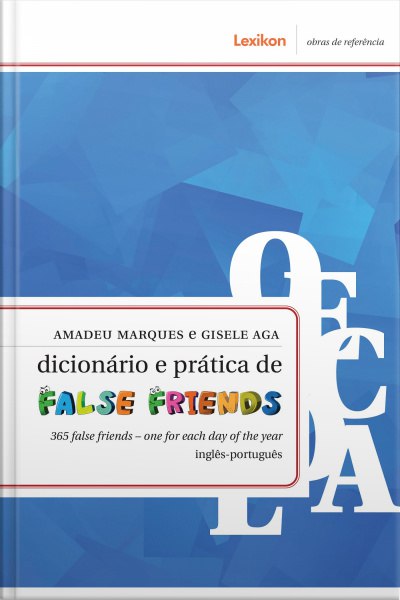 Lexikon
obras de referência
AMADEU MARQUES e GISELE AGA
dicionário e prática de
FALSE FRIENDS
365 false friends – one for each day of the year
inglês-português